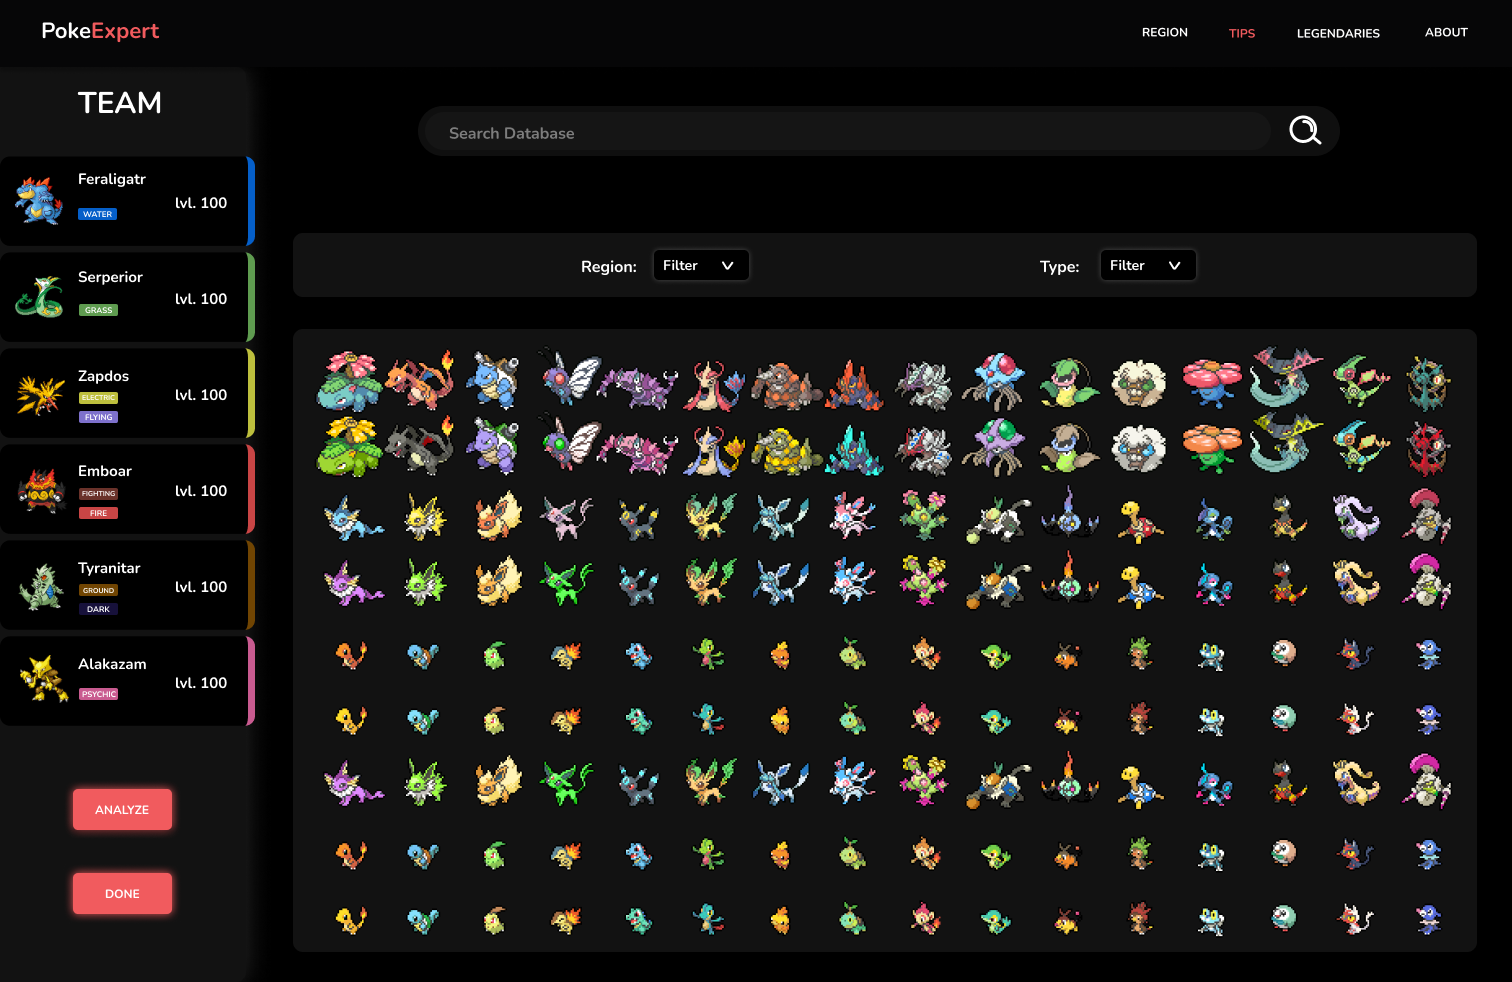 PokeExpert
REGION
TIPS
LEGENDARIES
ABOUT
TEAM
Search Database
Feraligatr
WATER
lvl. 100
Serperior
GRASS
lvl. 100
Zapdos
ELECTRIC
FLYING
lvl. 100
Emboar
FIGHTING
FIRE
lvl. 100
Tyranitar
GROUND
DARK
lvl. 100
Alakazam
PSYCHIC
lvl. 100
ANALYZE
DONE
Region:
Filter
Type:
Filter